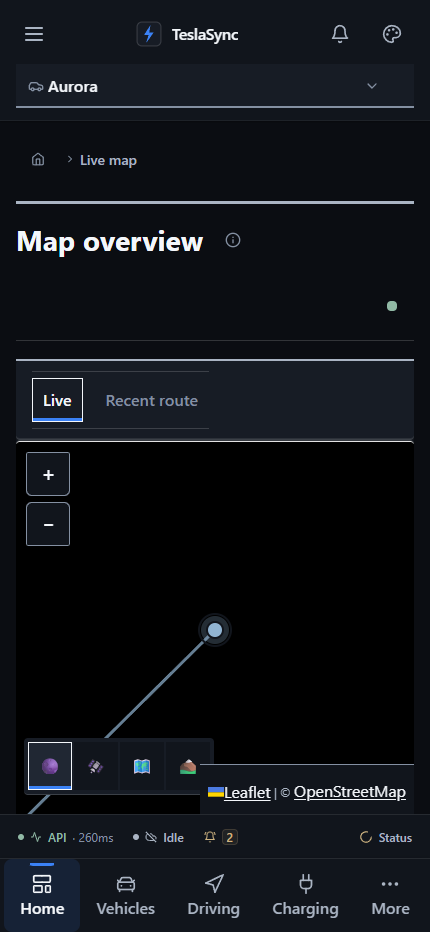 TeslaSync
Aurora
Live map
Map overview
Live
Recent route
+
−
Leaflet | © OpenStreetMap
API · 260ms
Idle
2
Status
Home
Vehicles
Driving
Charging
More